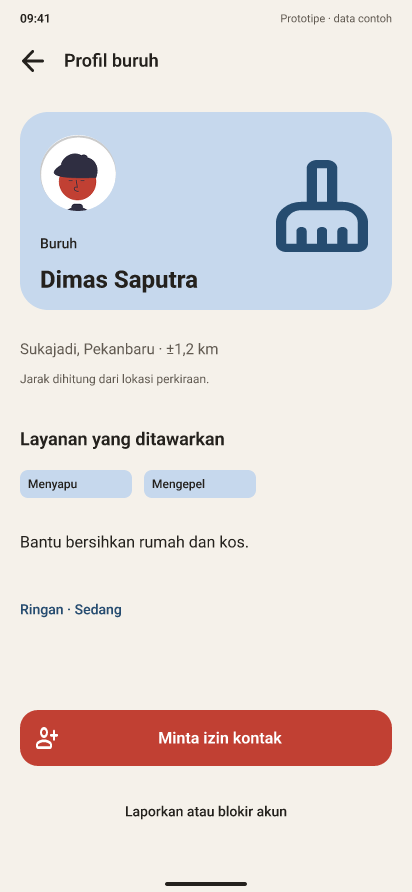 09:41
Prototipe · data contoh
Profil buruh
Buruh
Dimas Saputra
Sukajadi, Pekanbaru · ±1,2 km
Jarak dihitung dari lokasi perkiraan.
Layanan yang ditawarkan
Menyapu
Mengepel
Bantu bersihkan rumah dan kos.
Ringan · Sedang
Minta izin kontak
Laporkan atau blokir akun